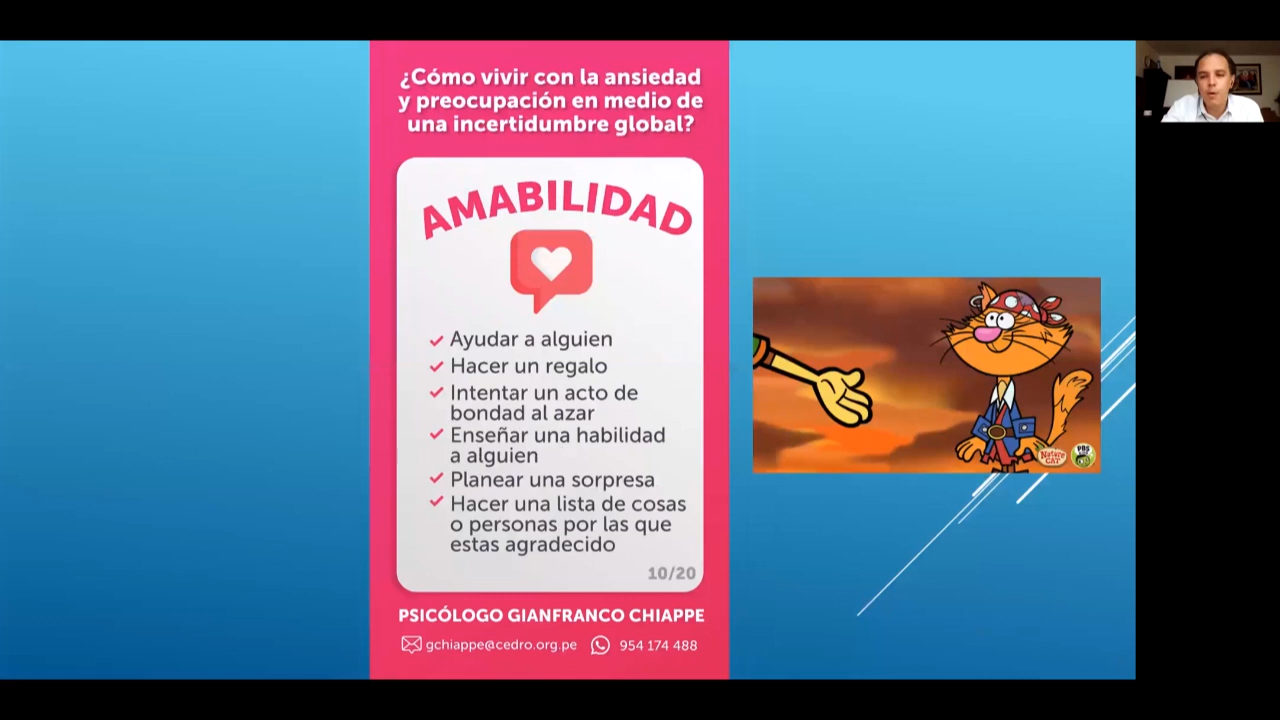 ¿Cómo vivir con la ansiedad
y preocupación en medio de
una incertidumbre global?
AMABILIDAD
Ayudar a alguien
Hacer un regalo
Intentar un acto de
bondad al azar
Enseñar una habilidad
a alguien
Planear una sorpresa
Hacer una lista de cosas
o personas por las que
estas agradecido
10/20
PSICÓLOGO GIANFRANCO CHIAPPE
gchiappe@cedro.org.pe 954 174 488
Nature
CAT
PBS